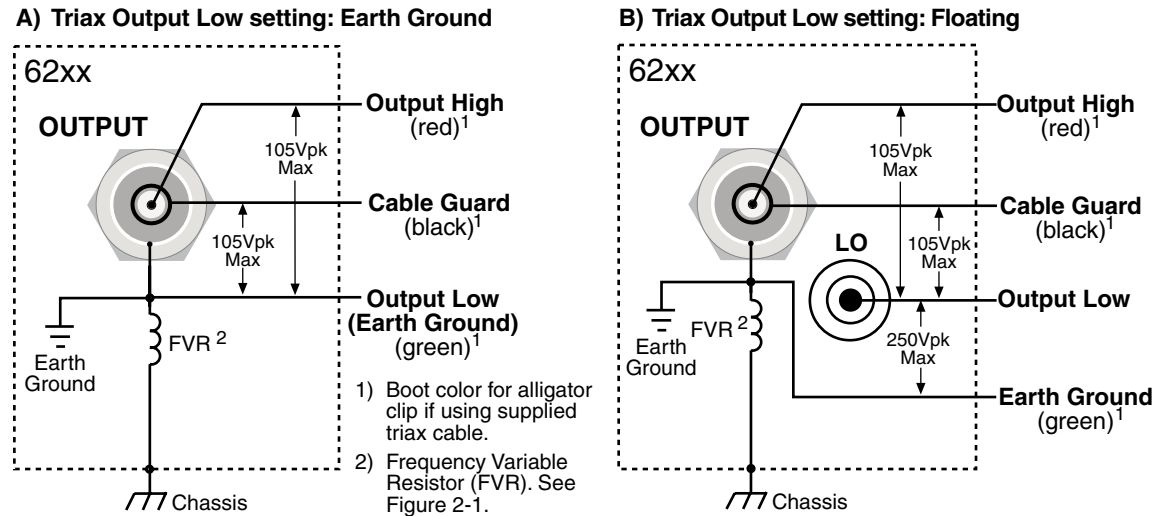 A) Triax Output Low setting: Earth Ground
62xx
OUTPUT
Output High
(red)1
105Vpk
Max
Cable Guard
(black)1
105Vpk
Max
Output Low
(Earth Ground)
(green)1
Earth
Ground
FVR 2
Chassis
1) Boot color for alligator
clip if using supplied
triax cable.
2) Frequency Variable
Resistor (FVR). See
Figure 2-1.
B) Triax Output Low setting: Floating
62xx
OUTPUT
Output High
(red)1
105Vpk
Max
Cable Guard
(black)1
LO
105Vpk
Max
Output Low
Earth
Ground
FVR 2
250Vpk
Max
Earth Ground
(green)1
Chassis